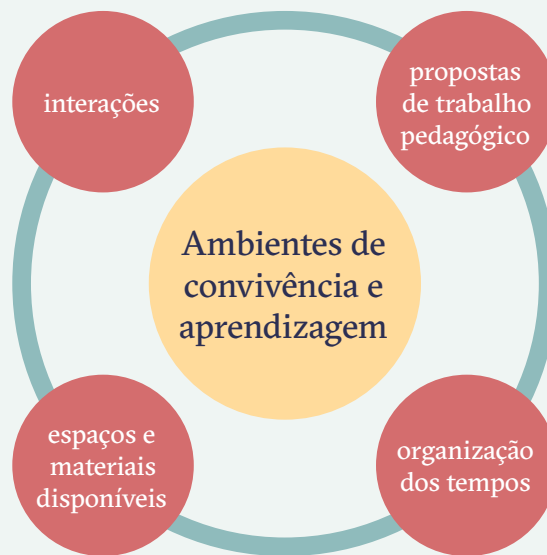 interações
propostas
de trabalho
pedagógico
Ambientes de
convivência e
aprendizagem
espaços e
materiais
disponíveis
organização
dos tempos